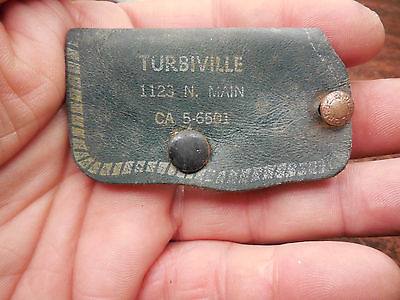 TURBIVILLE
1123 N. MAIN
CA 5-6501